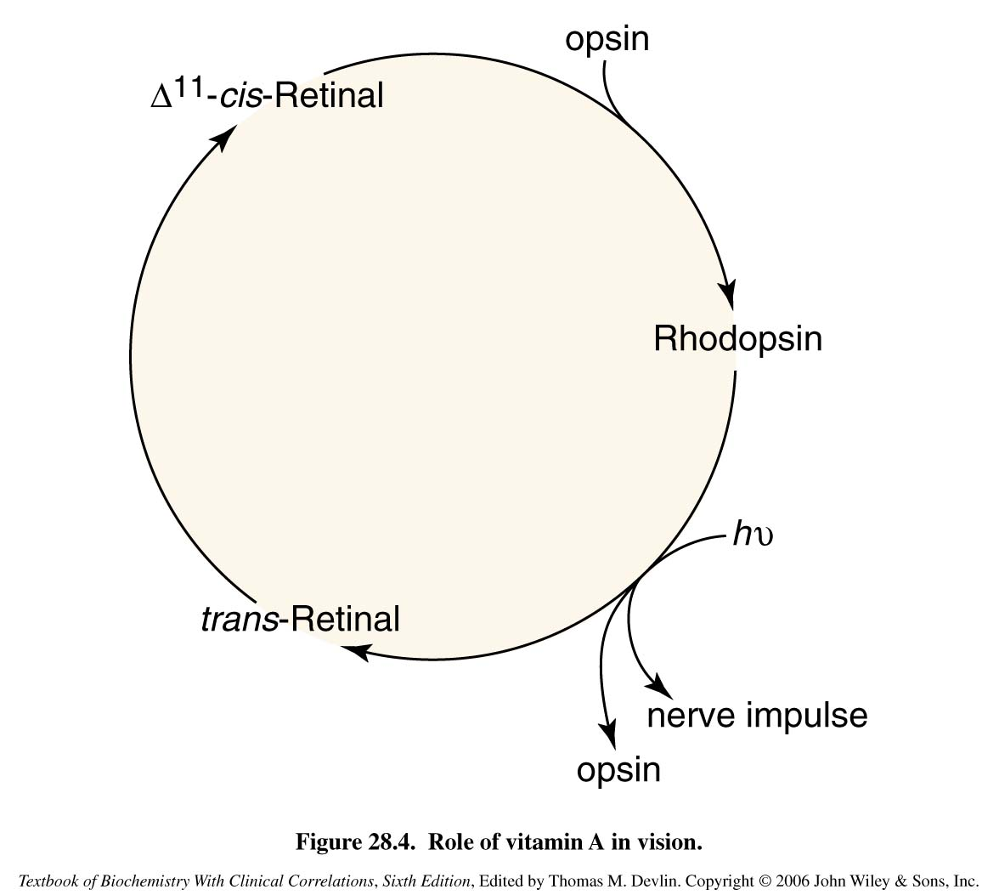 opsin
Δ¹¹-cis-Retinal
Rhodopsin
hυ
trans-Retinal
nerve impulse
opsin
Figure 28.4. Role of vitamin A in vision.
Textbook of Biochemistry With Clinical Correlations, Sixth Edition, Edited by Thomas M. Devlin. Copyright © 2006 John Wiley & Sons, Inc.